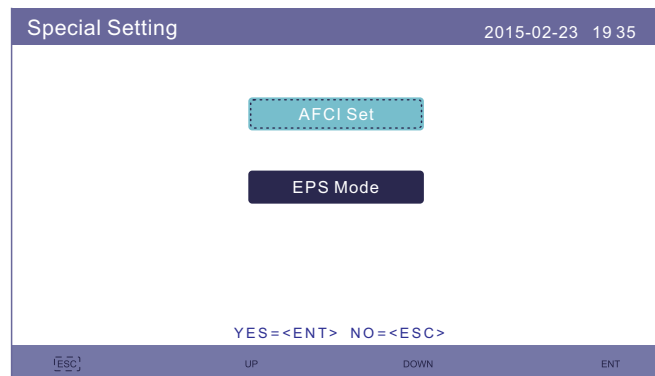 Special Setting 2015-02-23 19 35
AFCI Set
EPS Mode
YES=<ENT> NO=<ESC>
ESC UP DOWN ENT